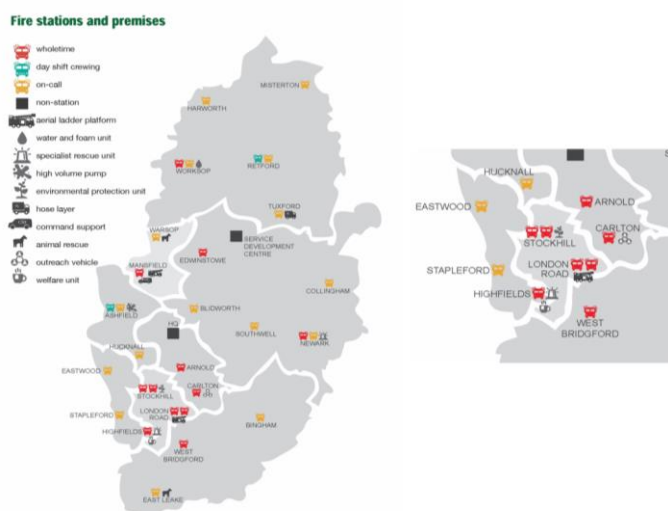 Fire stations and premises
wholetime
day shift crewing
on-call
non-station
aerial ladder platform
water and foam unit
specialist rescue unit
high volume pump
environmental protection unit
hose layer
command support
animal rescue
outreach vehicle
welfare unit
MISTERTON
HARWORTH
WORKSOP
RETFORD
TUXFORD
WARSOP
SERVICE
DEVELOPMENT
CENTRE
EDWINSTOWE
MANSFIELD
COLLINGHAM
ASHFIELD
BLIDWORTH
HQ
SOUTHWELL
NEWARK
HUCKNALL
EASTWOOD
ARNOLD
STOCKHILL
CARLTON
STAPLEFORD
LONDON
ROAD
BINGHAM
HIGHFIELDS
WEST
BRIDGFORD
EAST LEAKE
HUCKNALL
EASTWOOD
ARNOLD
CARLTON
STOCKHILL
STAPLEFORD
LONDON
ROAD
HIGHFIELDS
WEST
BRIDGFORD